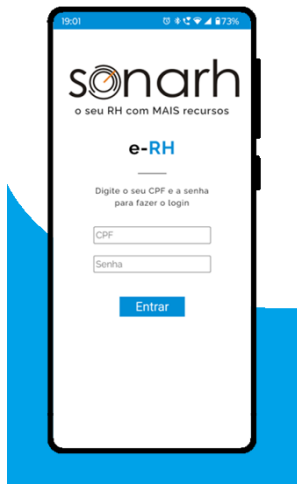 19:01
73%
sonarh
o seu RH com MAIS recursos
e-RH
Digite o seu CPF e a senha
para fazer o login
CPF
Senha
Entrar